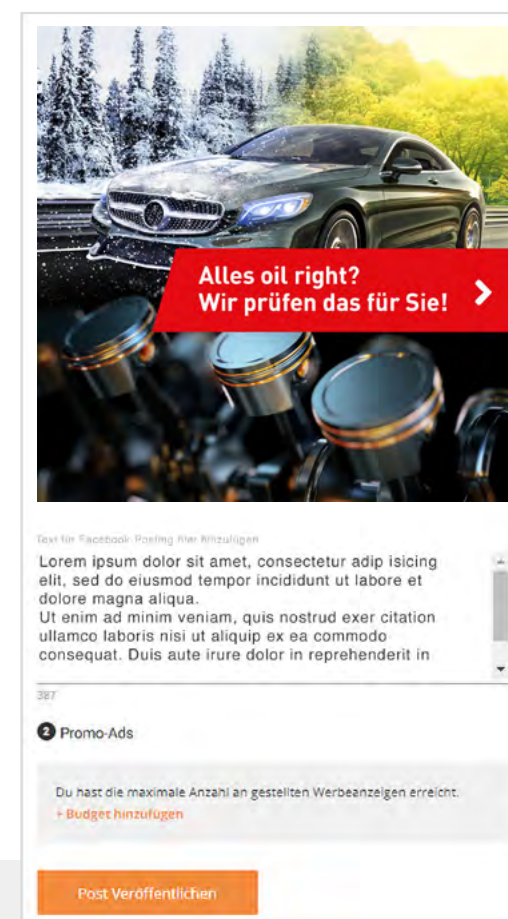 Alles oil right?
Wir prüfen das für Sie!
Text für Facebook-Posting hier hinzufügen
Lorem ipsum dolor sit amet, consectetur adip isicing
elit, sed do eiusmod tempor incididunt ut labore et
dolore magna aliqua.
Ut enim ad minim veniam, quis nostrud exer citation
ullamco laboris nisi ut aliquip ex ea commodo
consequat. Duis aute irure dolor in reprehenderit in
387
2 Promo-Ads
Du hast die maximale Anzahl an gestellten Werbeanzeigen erreicht.
+ Budget hinzufügen
Post Veröffentlichen